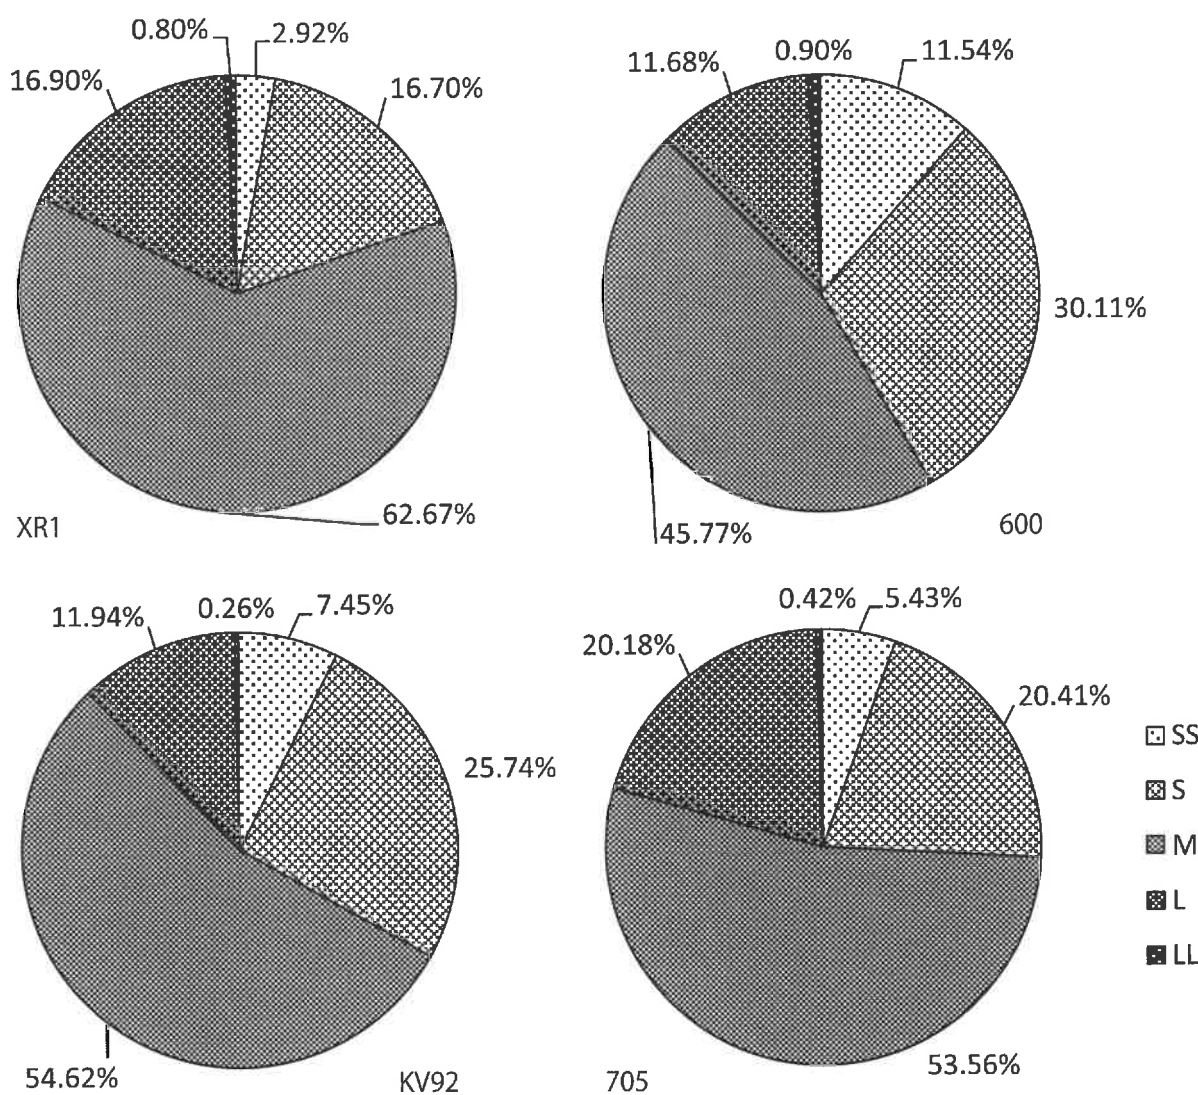 0.80% 2.92%
16.90% 16.70%
62.67%
XR1
0.90% 11.54%
11.68%
30.11%
45.77%
600
0.26% 7.45%
11.94%
25.74%
54.62%
KV92
0.42% 5.43%
20.18%
20.41%
53.56%
705
SS
S
M
L
LL